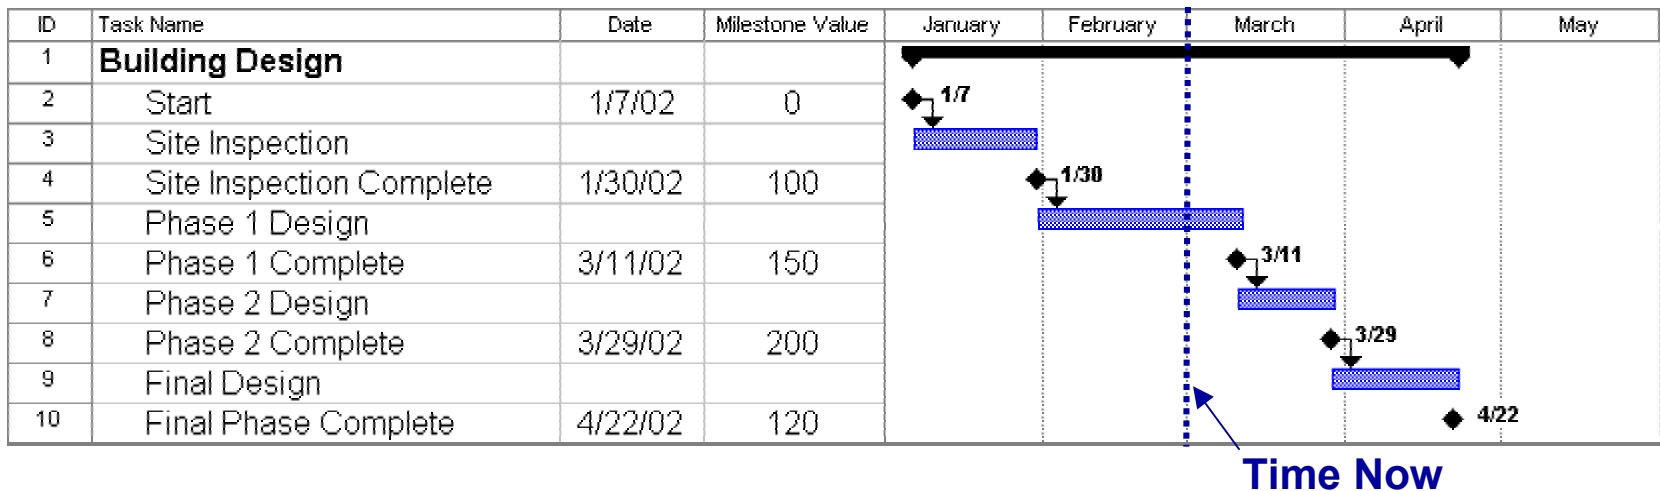 ID Task Name Date Milestone Value January February March April May
1 Building Design
2 Start 1/7/02 0 1/7
3 Site Inspection
4 Site Inspection Complete 1/30/02 100 1/30
5 Phase 1 Design
6 Phase 1 Complete 3/11/02 150 3/11
7 Phase 2 Design
8 Phase 2 Complete 3/29/02 200 3/29
9 Final Design
10 Final Phase Complete 4/22/02 120 4/22
Time Now